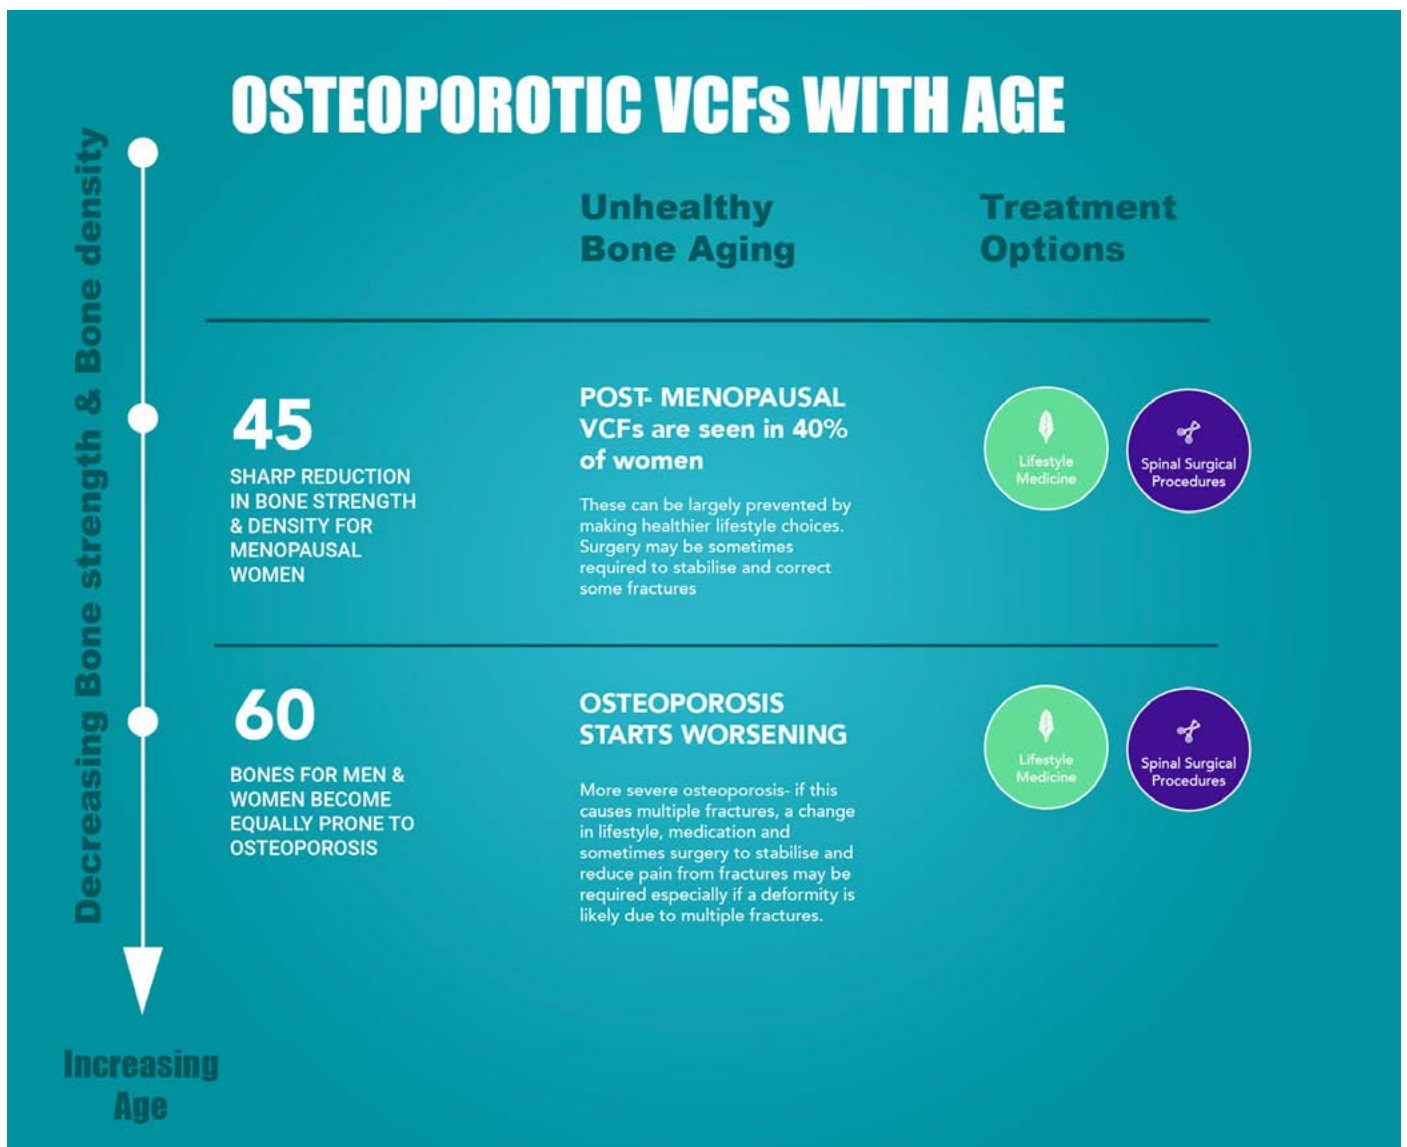 OSTEOPOROTIC VCFs WITH AGE
Decreasing Bone strength & Bone density
Unhealthy
Bone Aging
Treatment
Options
45
SHARP REDUCTION
IN BONE STRENGTH
& DENSITY FOR
MENOPAUSAL
WOMEN
POST- MENOPAUSAL
VCFs are seen in 40%
of women
These can be largely prevented by
making healthier lifestyle choices.
Surgery may be sometimes
required to stabilise and correct
some fractures
Lifestyle
Medicine
Spinal Surgical
Procedures
60
BONES FOR MEN &
WOMEN BECOME
EQUALLY PRONE TO
OSTEOPOROSIS
OSTEOPOROSIS
STARTS WORSENING
More severe osteoporosis- if this
causes multiple fractures, a change
in lifestyle, medication and
sometimes surgery to stabilise and
reduce pain from fractures may be
required especially if a deformity is
likely due to multiple fractures.
Lifestyle
Medicine
Spinal Surgical
Procedures
Increasing
Age